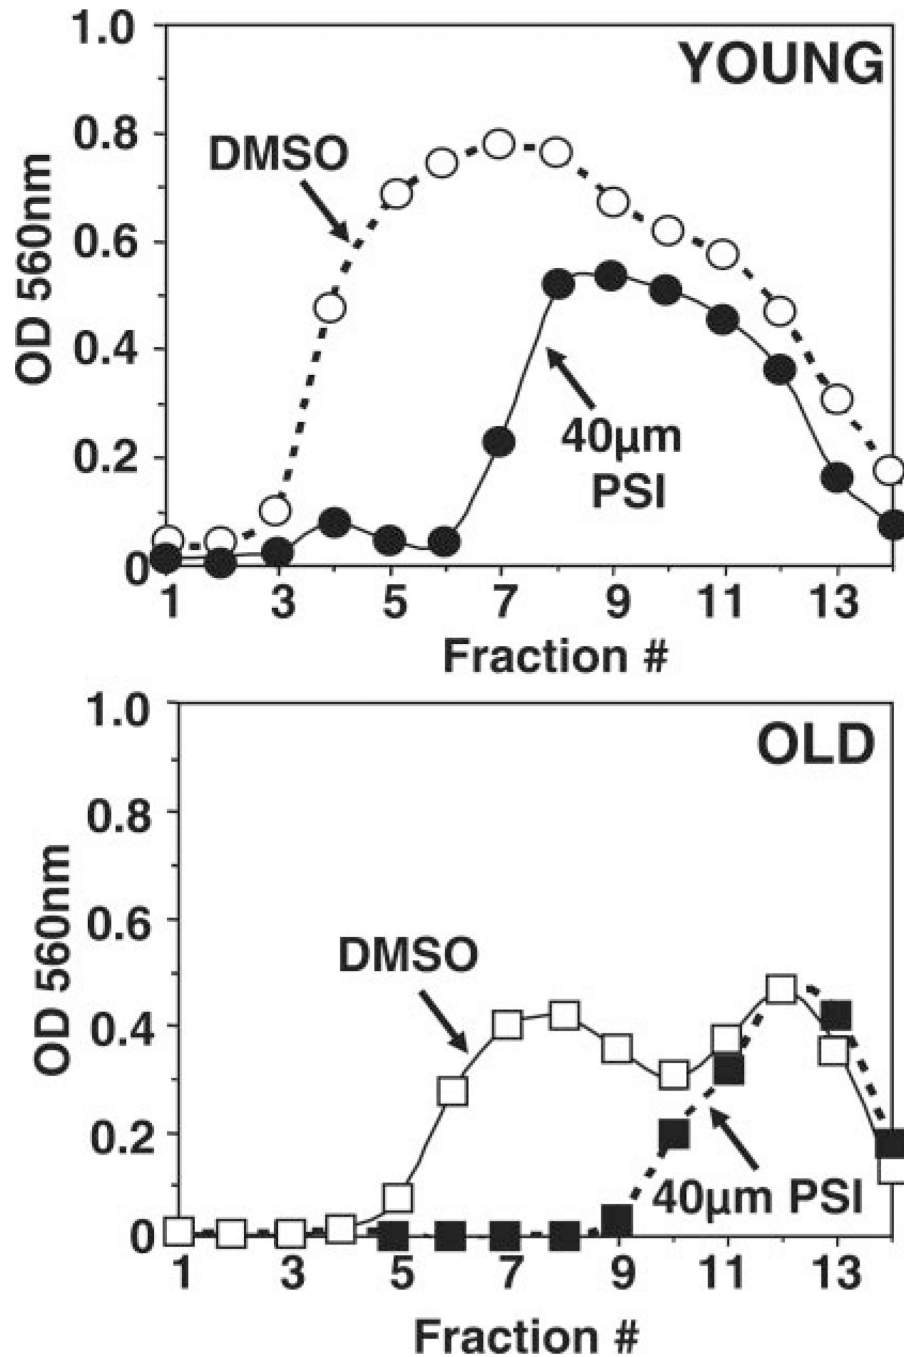 YOUNG
1.0
0.8
0.6
0.4
0.2
0
OD 560nm
DMSO
40µm
PSI
1 3 5 7 9 11 13
Fraction #
OLD
1.0
0.8
0.6
0.4
0.2
0
OD 560nm
DMSO
40µm PSI
1 3 5 7 9 11 13
Fraction #